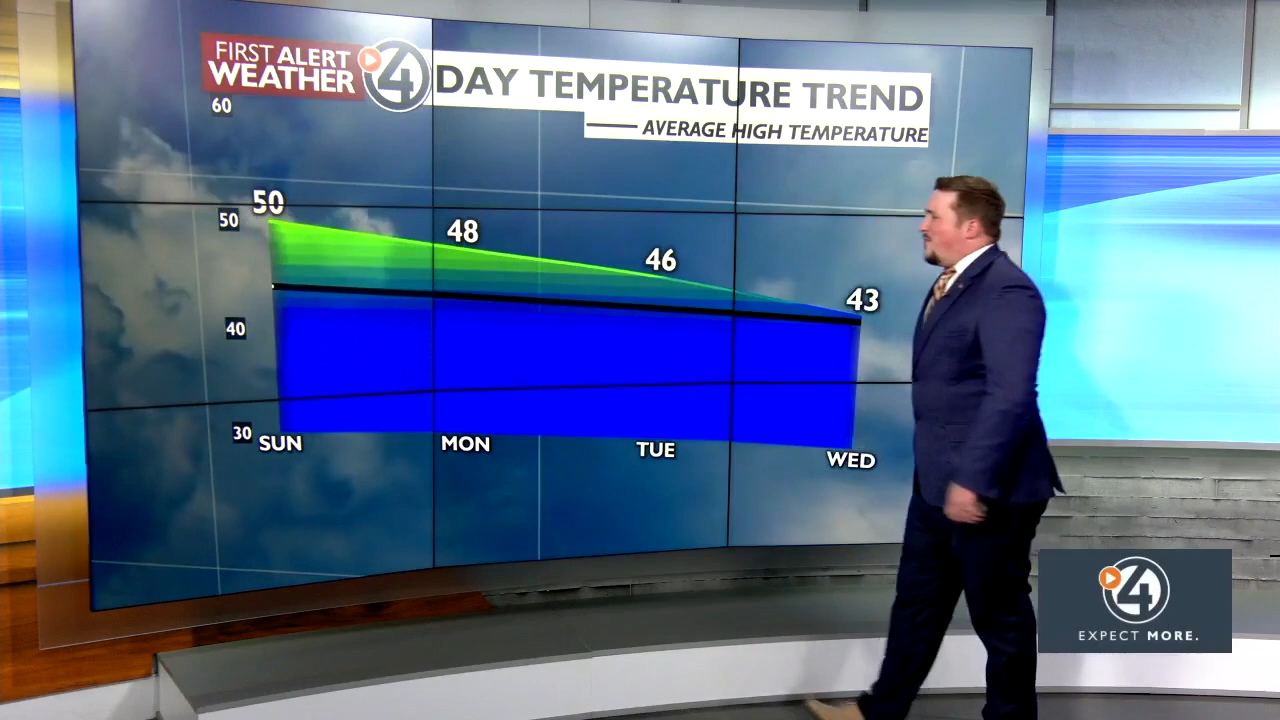 FIRST ALERT
WEATHER
4 DAY TEMPERATURE TREND
AVERAGE HIGH TEMPERATURE
60
50
50
48
46
43
40
30
SUN
MON
TUE
WED
4
EXPECT MORE.